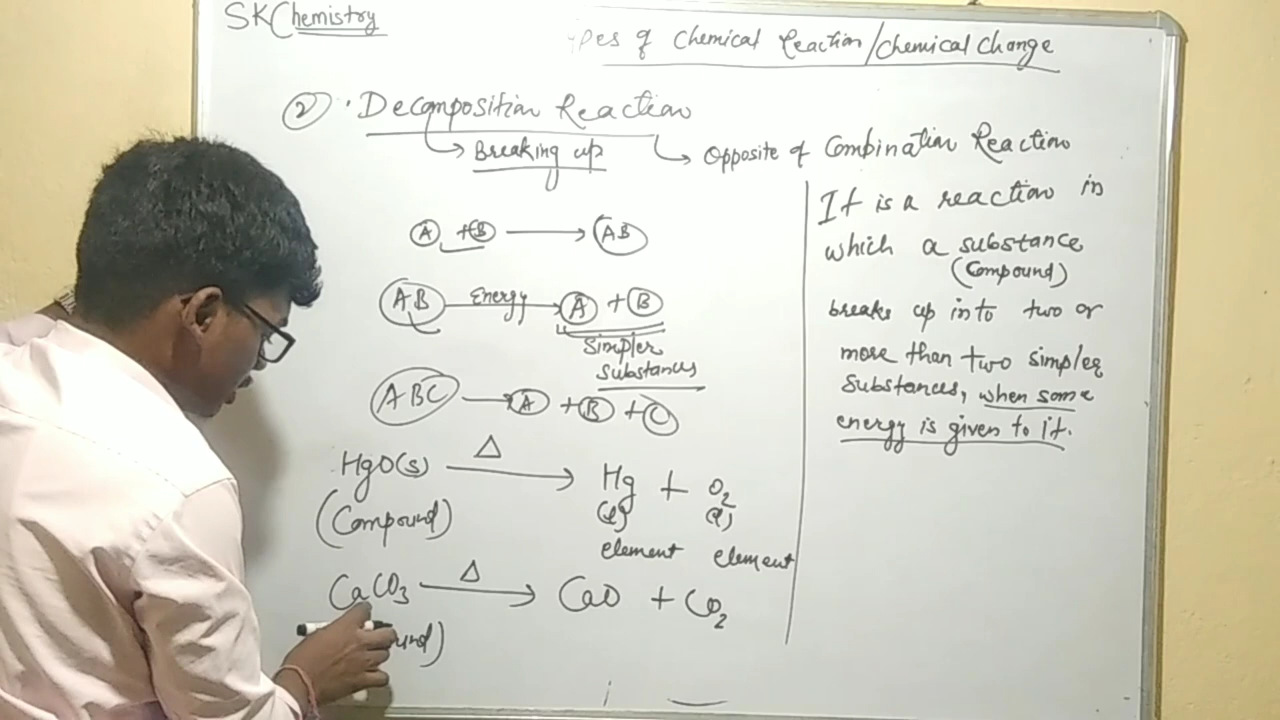 SKChemistry
ypes of Chemical Reaction/Chemical Change
② Decomposition Reaction
→ Breaking up
→ Opposite of Combination Reaction
A + B → AB
AB Energy → A + B
Simpler
Substances
ABC → A + B + C
HgO(s) Δ → Hg + O₂
(Compound) (l)
element element
CaCO₃ Δ → CaO + CO₂
ound)
It is a reaction in
which a substance
(Compound)
breaks up into two or
more than two simpler
Substances, when some
energy is given to it.